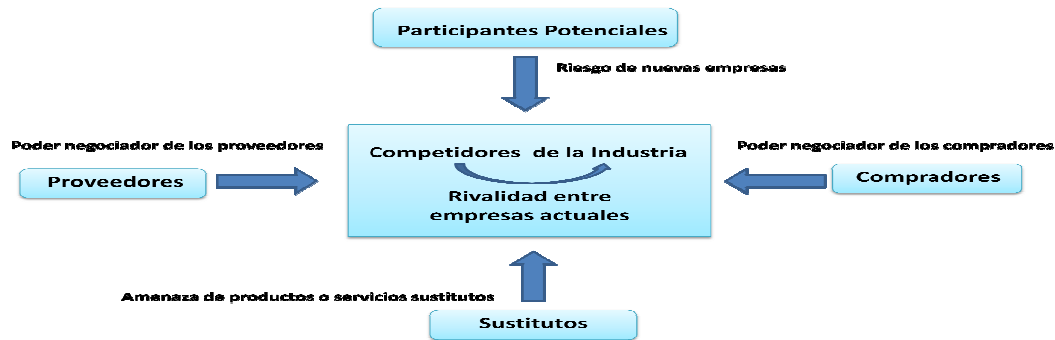 Participantes Potenciales
Riesgo de nuevas empresas
Poder negociador de los proveedores
Proveedores
Competidores de la Industria
Rivalidad entre
empresas actuales
Poder negociador de los compradores
Compradores
Amenaza de productos o servicios sustitutos
Sustitutos